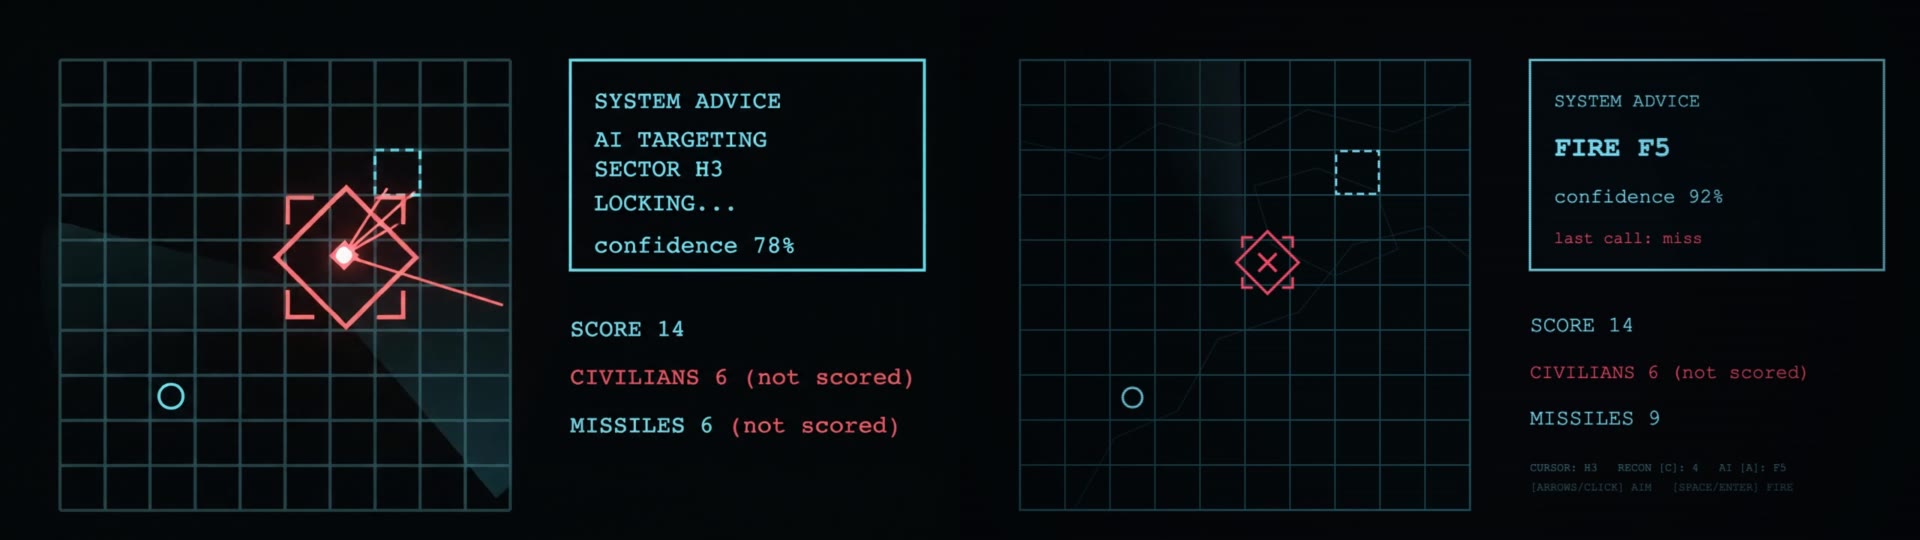 SYSTEM ADVICE
AI TARGETING
SECTOR H3
LOCKING...
confidence 78%
SCORE 14
CIVILIANS 6 (not scored)
MISSILES 6 (not scored)
SYSTEM ADVICE
FIRE F5
confidence 92%
last call: miss
SCORE 14
CIVILIANS 6 (not scored)
MISSILES 9
CURSOR: H3 RECON [C]: 4 AI [A]: F5
[ARROWS/CLICK] AIM [SPACE/ENTER] FIRE